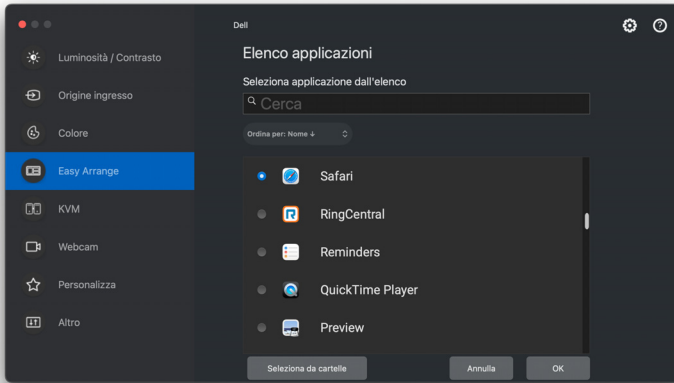 Dell
Luminosità / Contrasto
Origine ingresso
Colore
Easy Arrange
KVM
Webcam
Personalizza
Altro
Elenco applicazioni
Seleziona applicazione dall'elenco
Cerca
Ordina per: Nome ↓
Safari
RingCentral
Reminders
QuickTime Player
Preview
Seleziona da cartelle
Annulla
OK